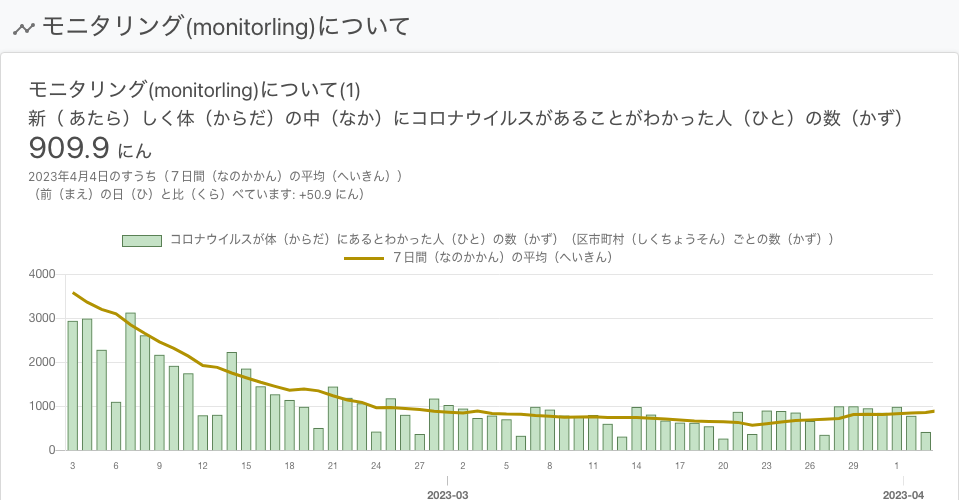 モニタリング(monitorling)について
モニタリング(monitorling)について(1)
新（ あたら）しく体（からだ）の中（なか）にコロナウイルスがあることがわかった人（ひと）の数（かず）
909.9 にん
2023年4月4日のすうち（７日間（なのかかん）の平均（へいきん））
（前（まえ）の日（ひ）と比（くら）べています: +50.9 にん）
コロナウイルスが体（からだ）にあるとわかった人（ひと）の数（かず）（区市町村（しくちょうそん）ごとの数（かず））
７日間（なのかかん）の平均（へいきん）
4000
3000
2000
1000
0
3 6 9 12 15 18 21 24 27 2 5 8 11 14 17 20 23 26 29 1
2023-03 2023-04